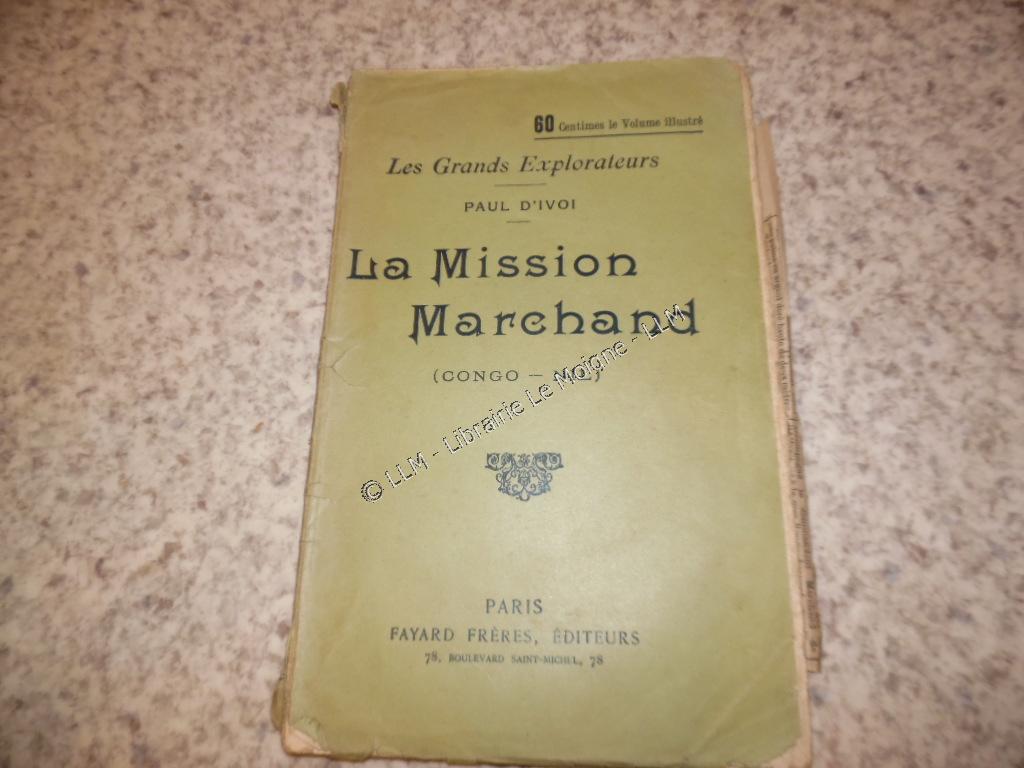 60 Centimes le Volume illustré
Les Grands Explorateurs
PAUL D'IVOI
La Mission
Marchand
(CONGO — NIL)
© LLM - Librairie Le Moigne - LLM
PARIS
FAYARD FRÈRES, ÉDITEURS
78, BOULEVARD SAINT-MICHEL, 78